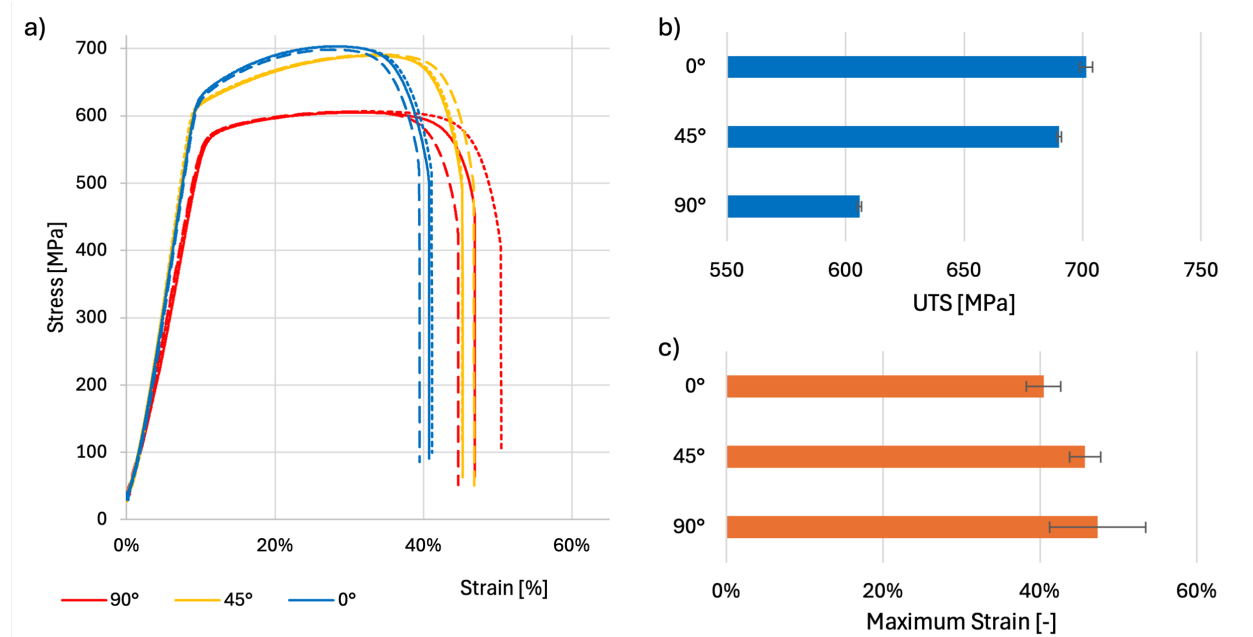 a)
700
600
500
400
300
200
100
0
Stress [MPa]
0% 20% 40% 60%
Strain [%]
90° 45° 0°
b)
0°
45°
90°
550 600 650 700 750
UTS [MPa]
c)
0°
45°
90°
0% 20% 40% 60%
Maximum Strain [-]